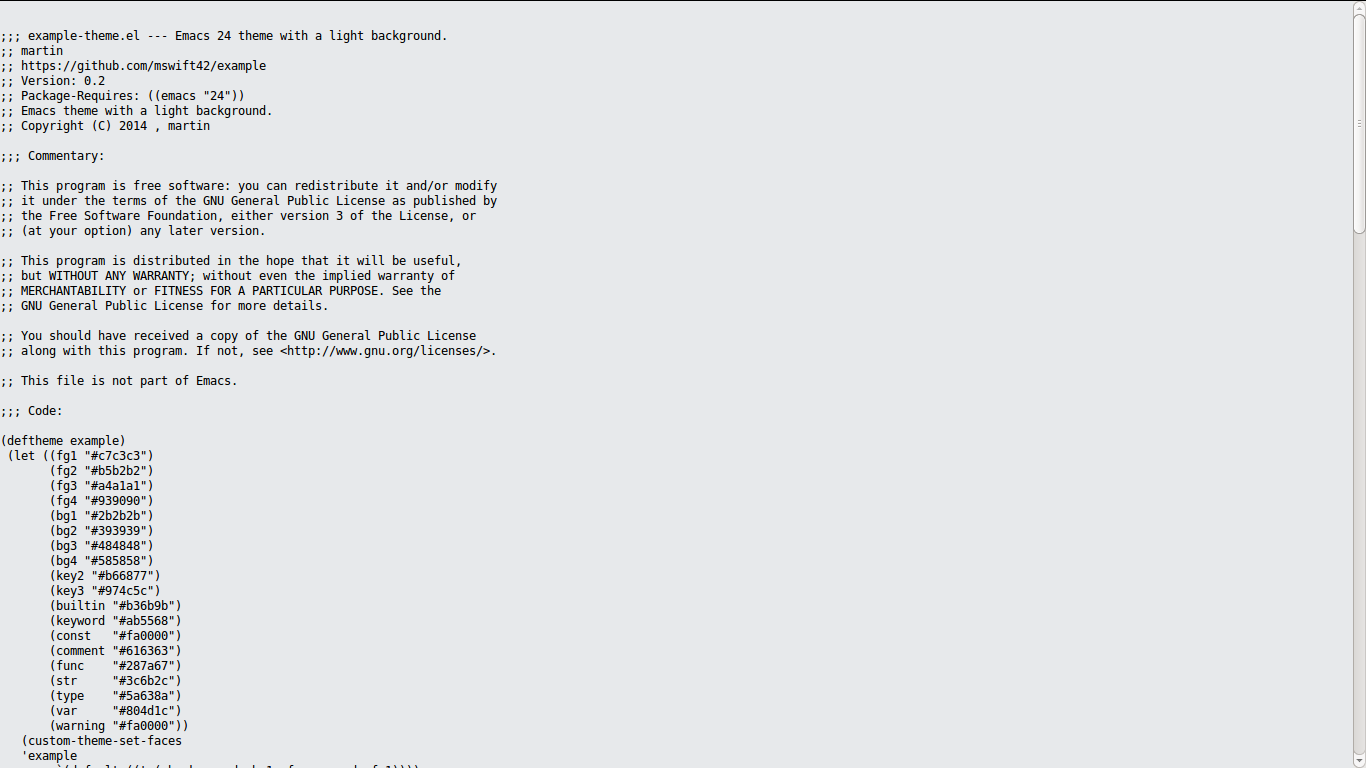 ;;; example-theme.el --- Emacs 24 theme with a light background.
;; martin
;; https://github.com/mswift42/example
;; Version: 0.2
;; Package-Requires: ((emacs "24"))
;; Emacs theme with a light background.
;; Copyright (C) 2014 , martin
;;; Commentary:
;; This program is free software: you can redistribute it and/or modify
;; it under the terms of the GNU General Public License as published by
;; the Free Software Foundation, either version 3 of the License, or
;; (at your option) any later version.
;; This program is distributed in the hope that it will be useful,
;; but WITHOUT ANY WARRANTY; without even the implied warranty of
;; MERCHANTABILITY or FITNESS FOR A PARTICULAR PURPOSE. See the
;; GNU General Public License for more details.
;; You should have received a copy of the GNU General Public License
;; along with this program. If not, see <http://www.gnu.org/licenses/>.
;; This file is not part of Emacs.
;;; Code:
(deftheme example)
(let ((fg1 "#c7c3c3")
(fg2 "#b5b2b2")
(fg3 "#a4a1a1")
(fg4 "#939090")
(bg1 "#2b2b2b")
(bg2 "#393939")
(bg3 "#484848")
(bg4 "#585858")
(key2 "#b66877")
(key3 "#974c5c")
(builtin "#b36b9b")
(keyword "#ab5568")
(const "#fa0000")
(comment "#616363")
(func "#287a67")
(str "#3c6b2c")
(type "#5a638a")
(var "#804d1c")
(warning "#fa0000"))
(custom-theme-set-faces
'example